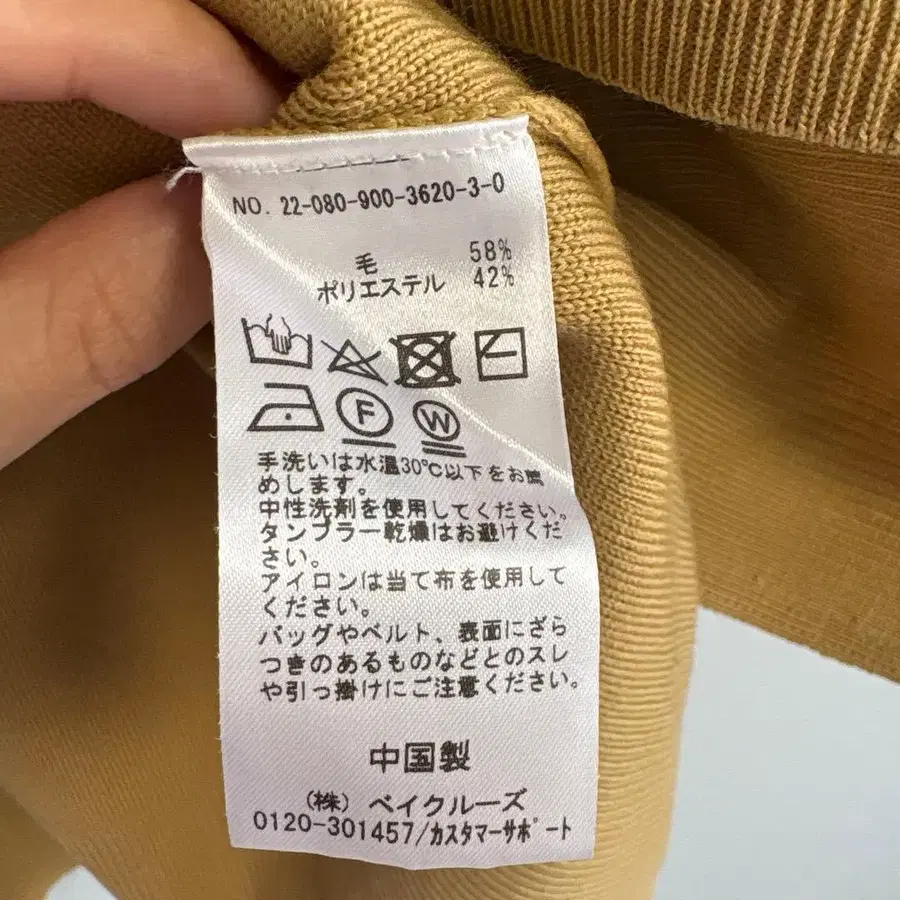 NO. 22-080-900-3620-3-0
毛 58%
ポリエステル 42%
F W
手洗いは水温30℃以下をお薦
めします。
中性洗剤を使用してください。
タンブラー乾燥はお避けくだ
さい。
アイロンは当て布を使用して
ください。
バッグやベルト、表面にざら
つきのあるものなどとのスレ
や引っ掛けにご注意ください。
中国製
(株) ベイクルーズ
0120-301457/カスタマーサポート